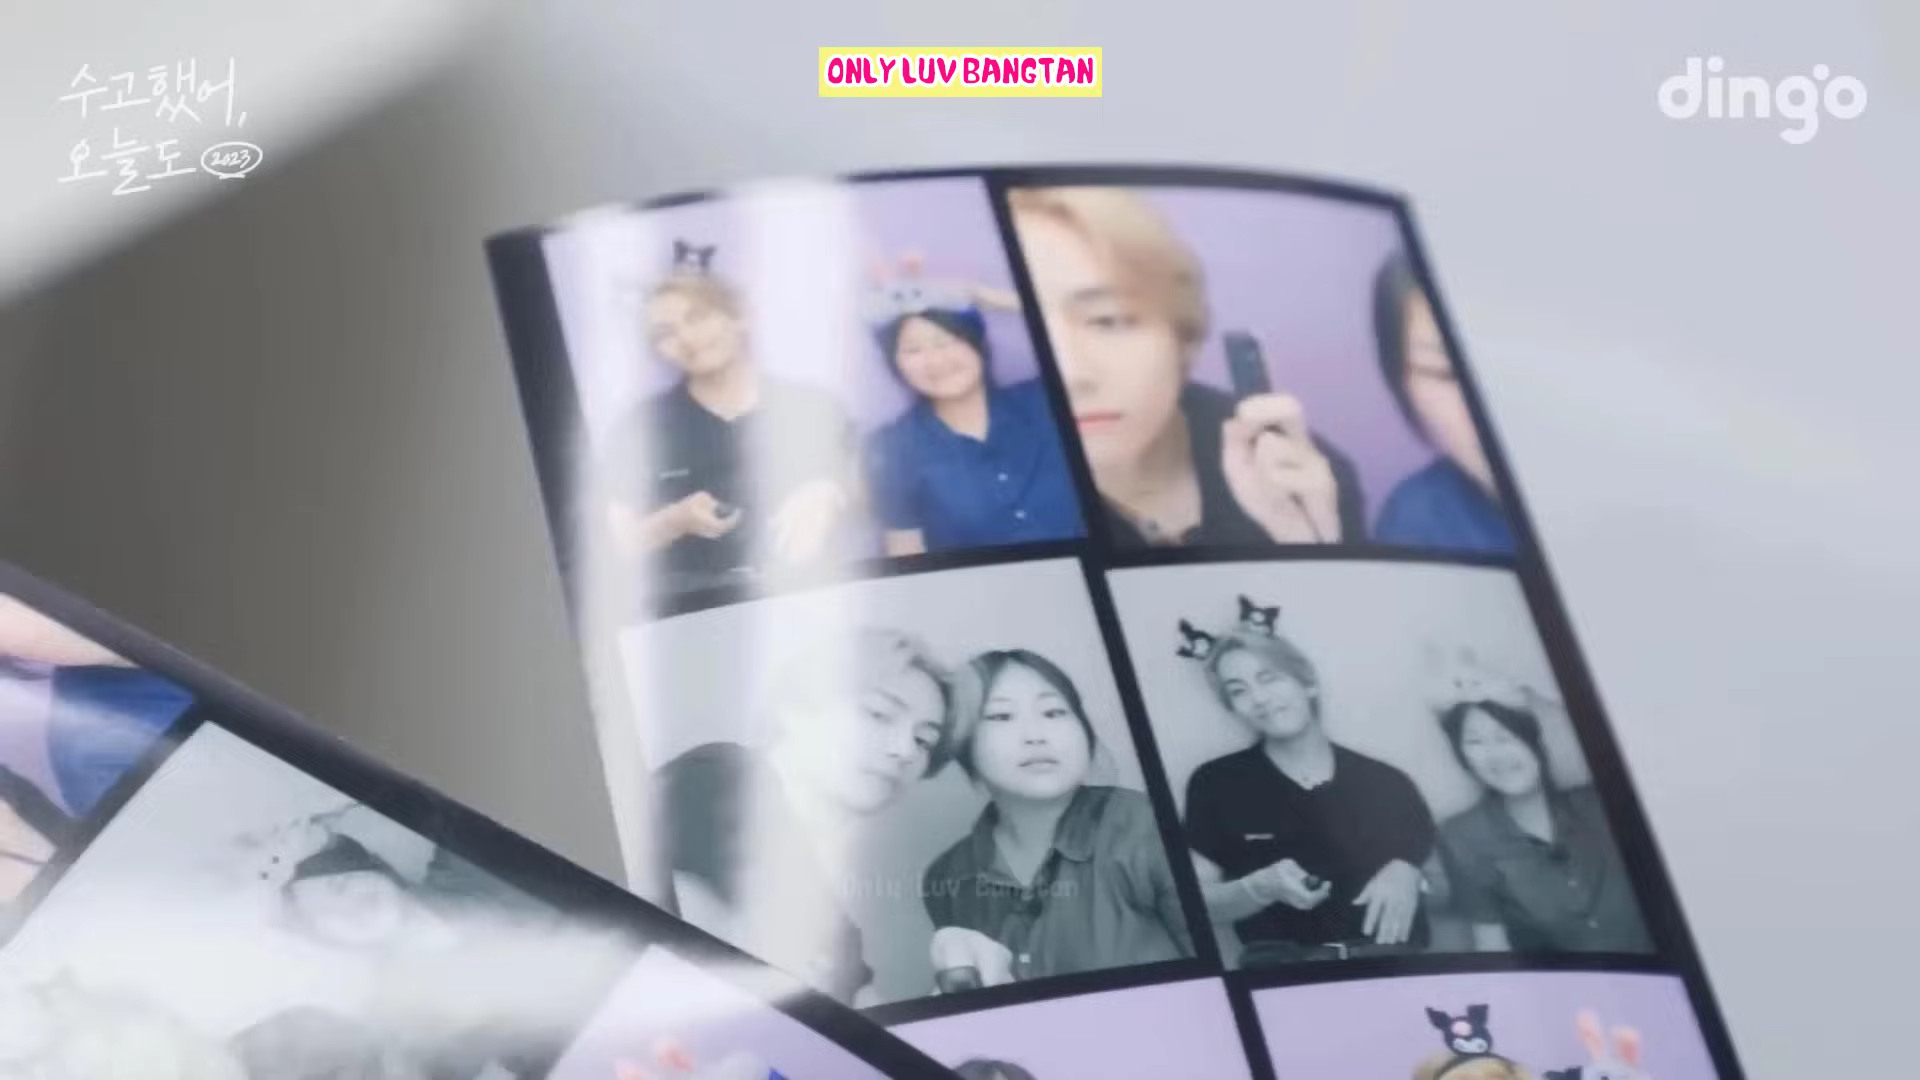 수고했어,
오늘도 2023
ONLY LUV BANGTAN
dingo
Only Luv Bangtan